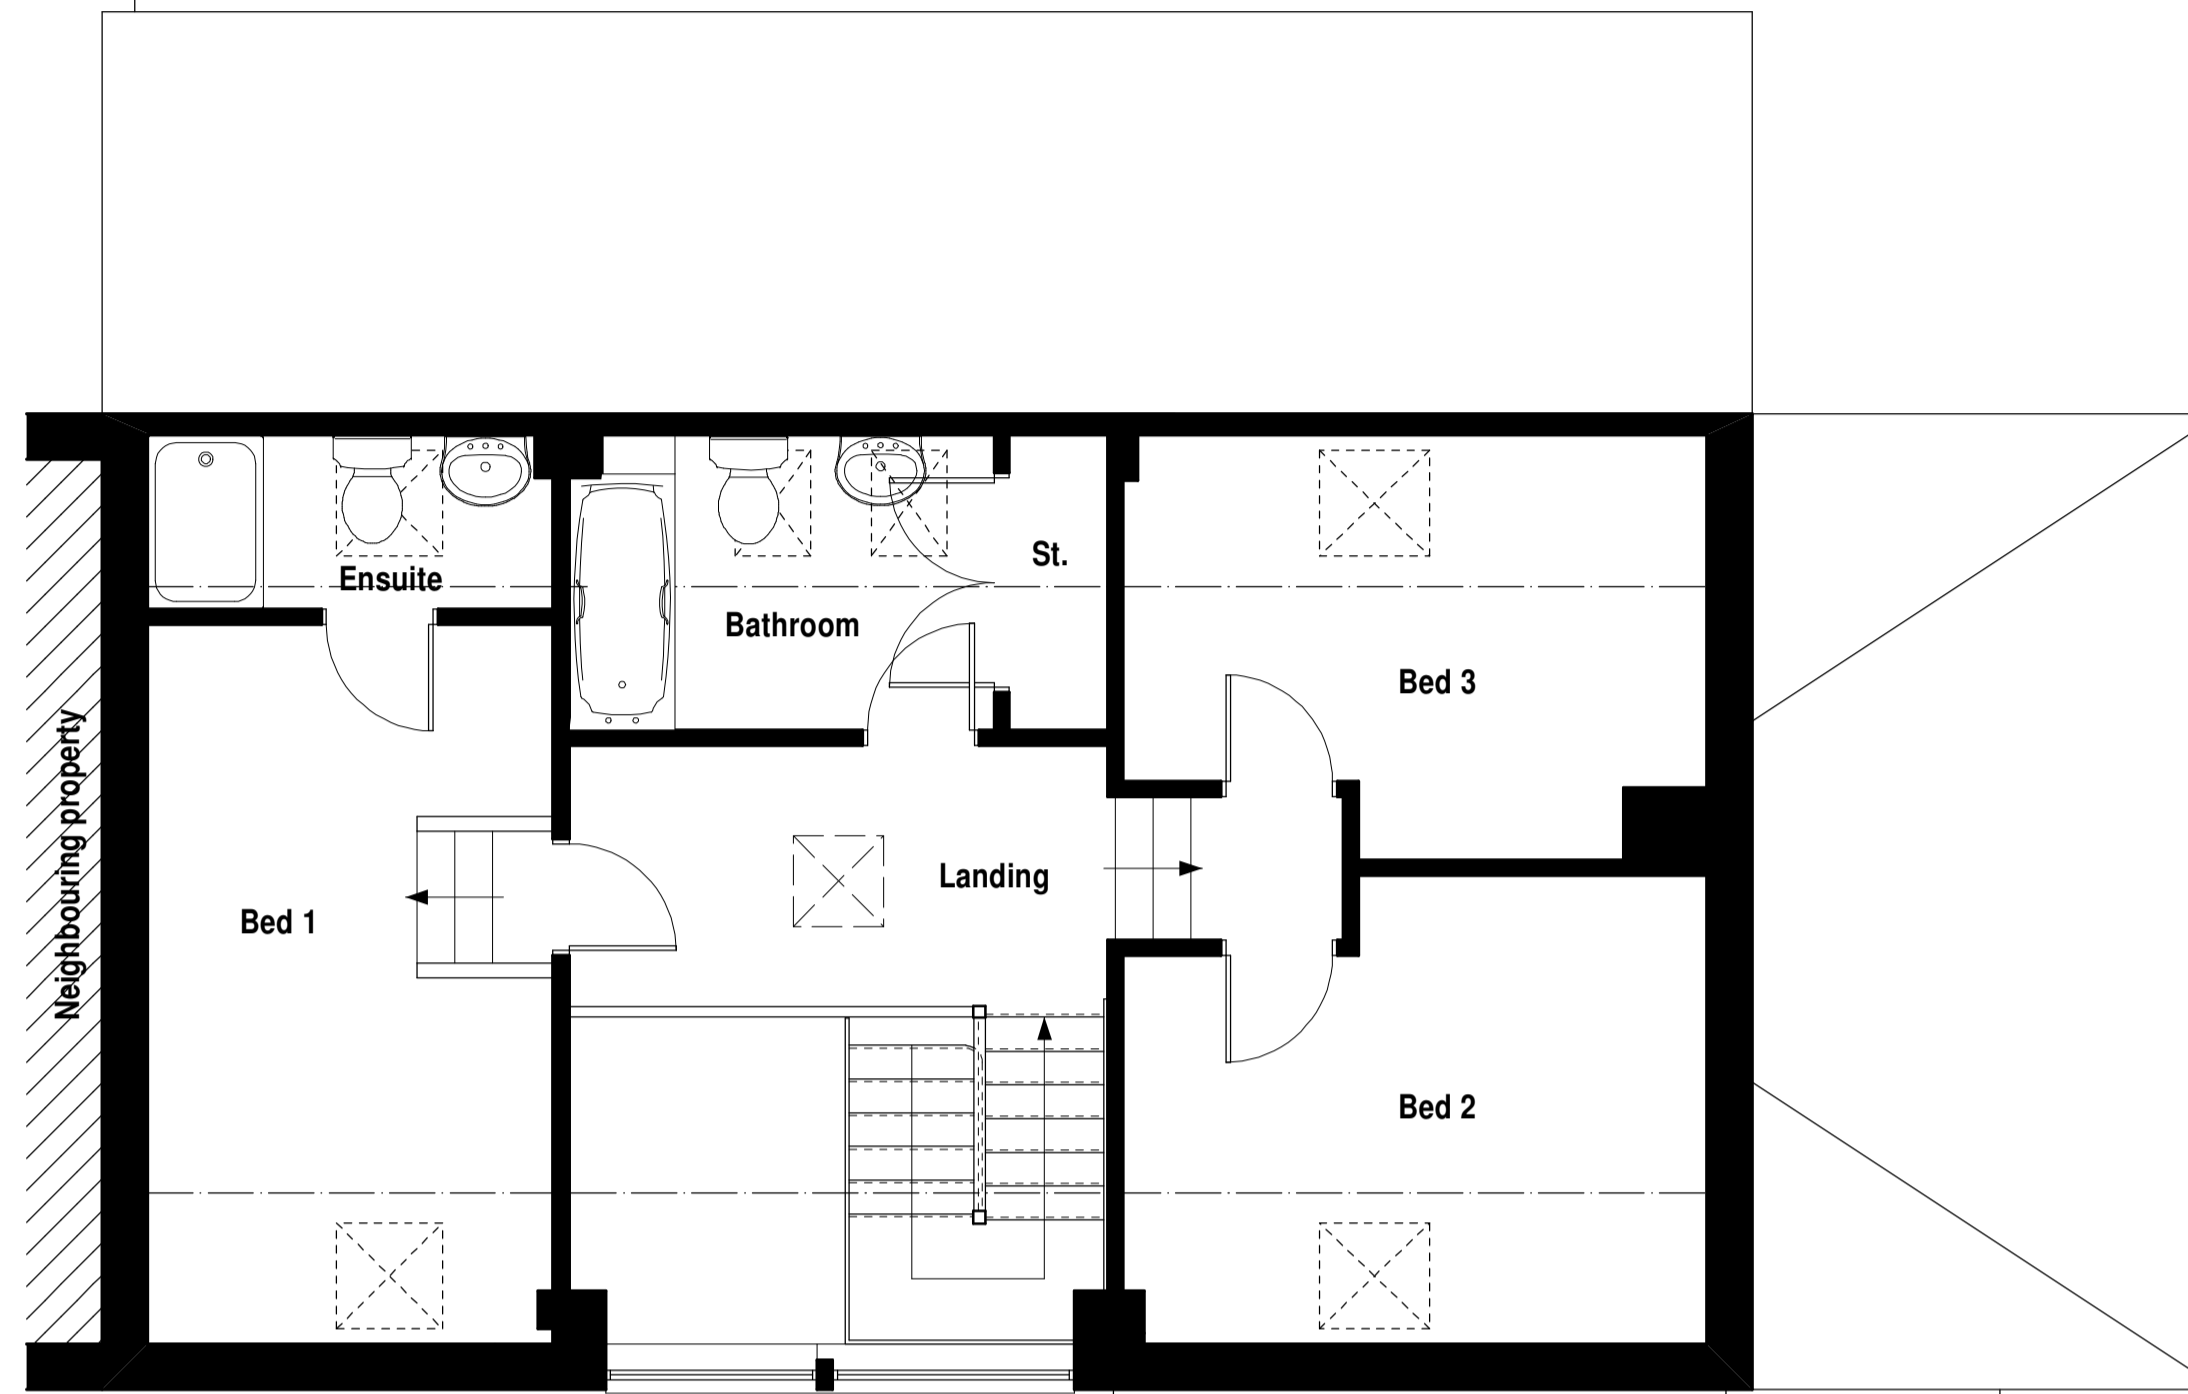 Ensuite
St.
Bathroom
Bed 3
Neighbouring property
Bed 1
Landing
Bed 2